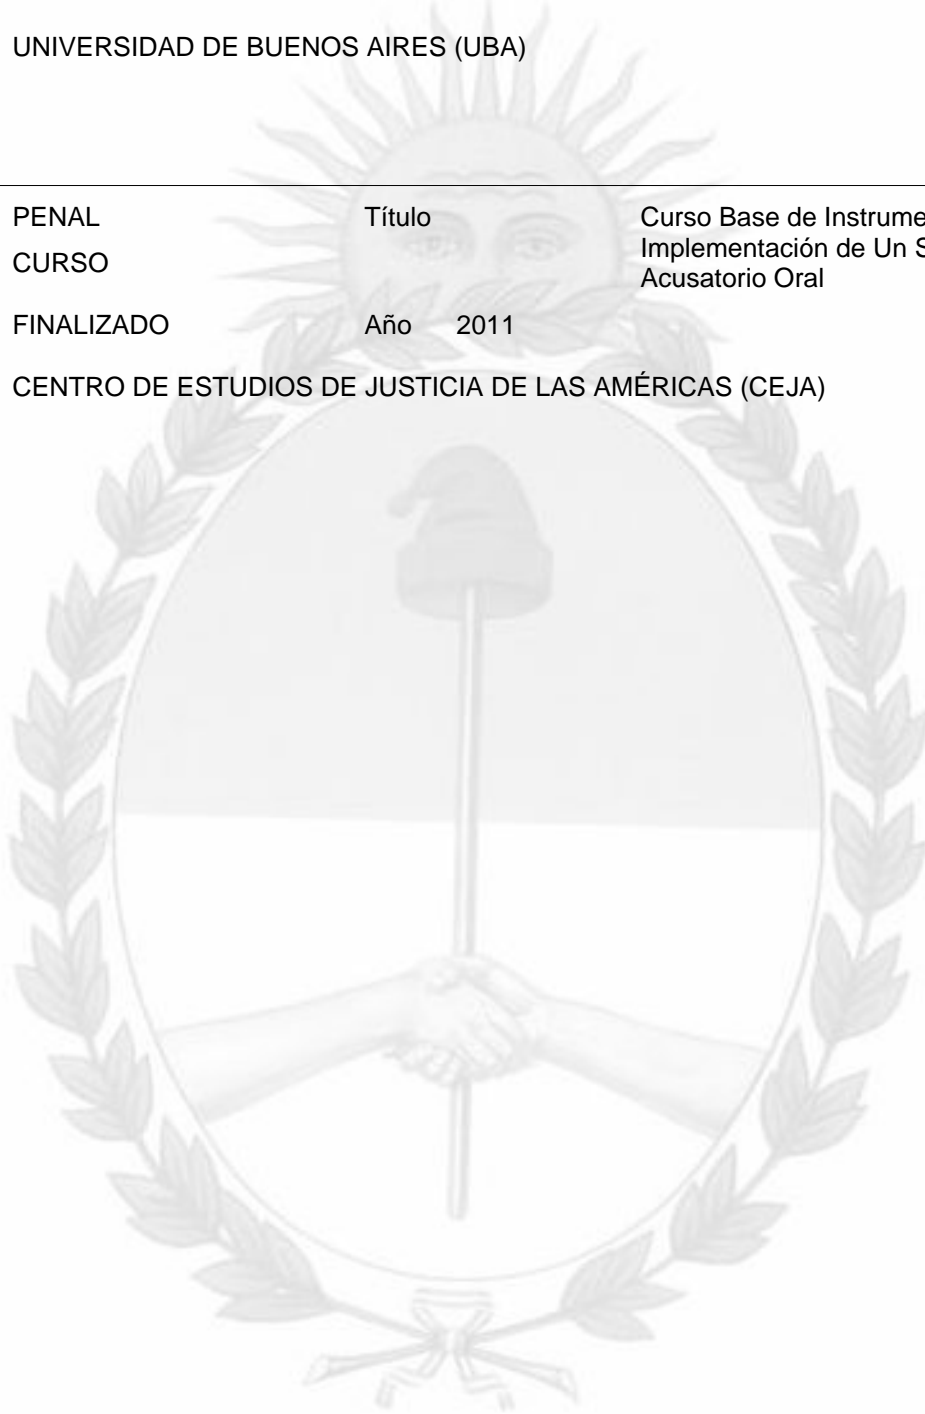 UNIVERSIDAD DE BUENOS AIRES (UBA)
PENAL Título Curso Base de Instrume
CURSO Implementación de Un S
Acusatorio Oral
FINALIZADO Año 2011
CENTRO DE ESTUDIOS DE JUSTICIA DE LAS AMÉRICAS (CEJA)